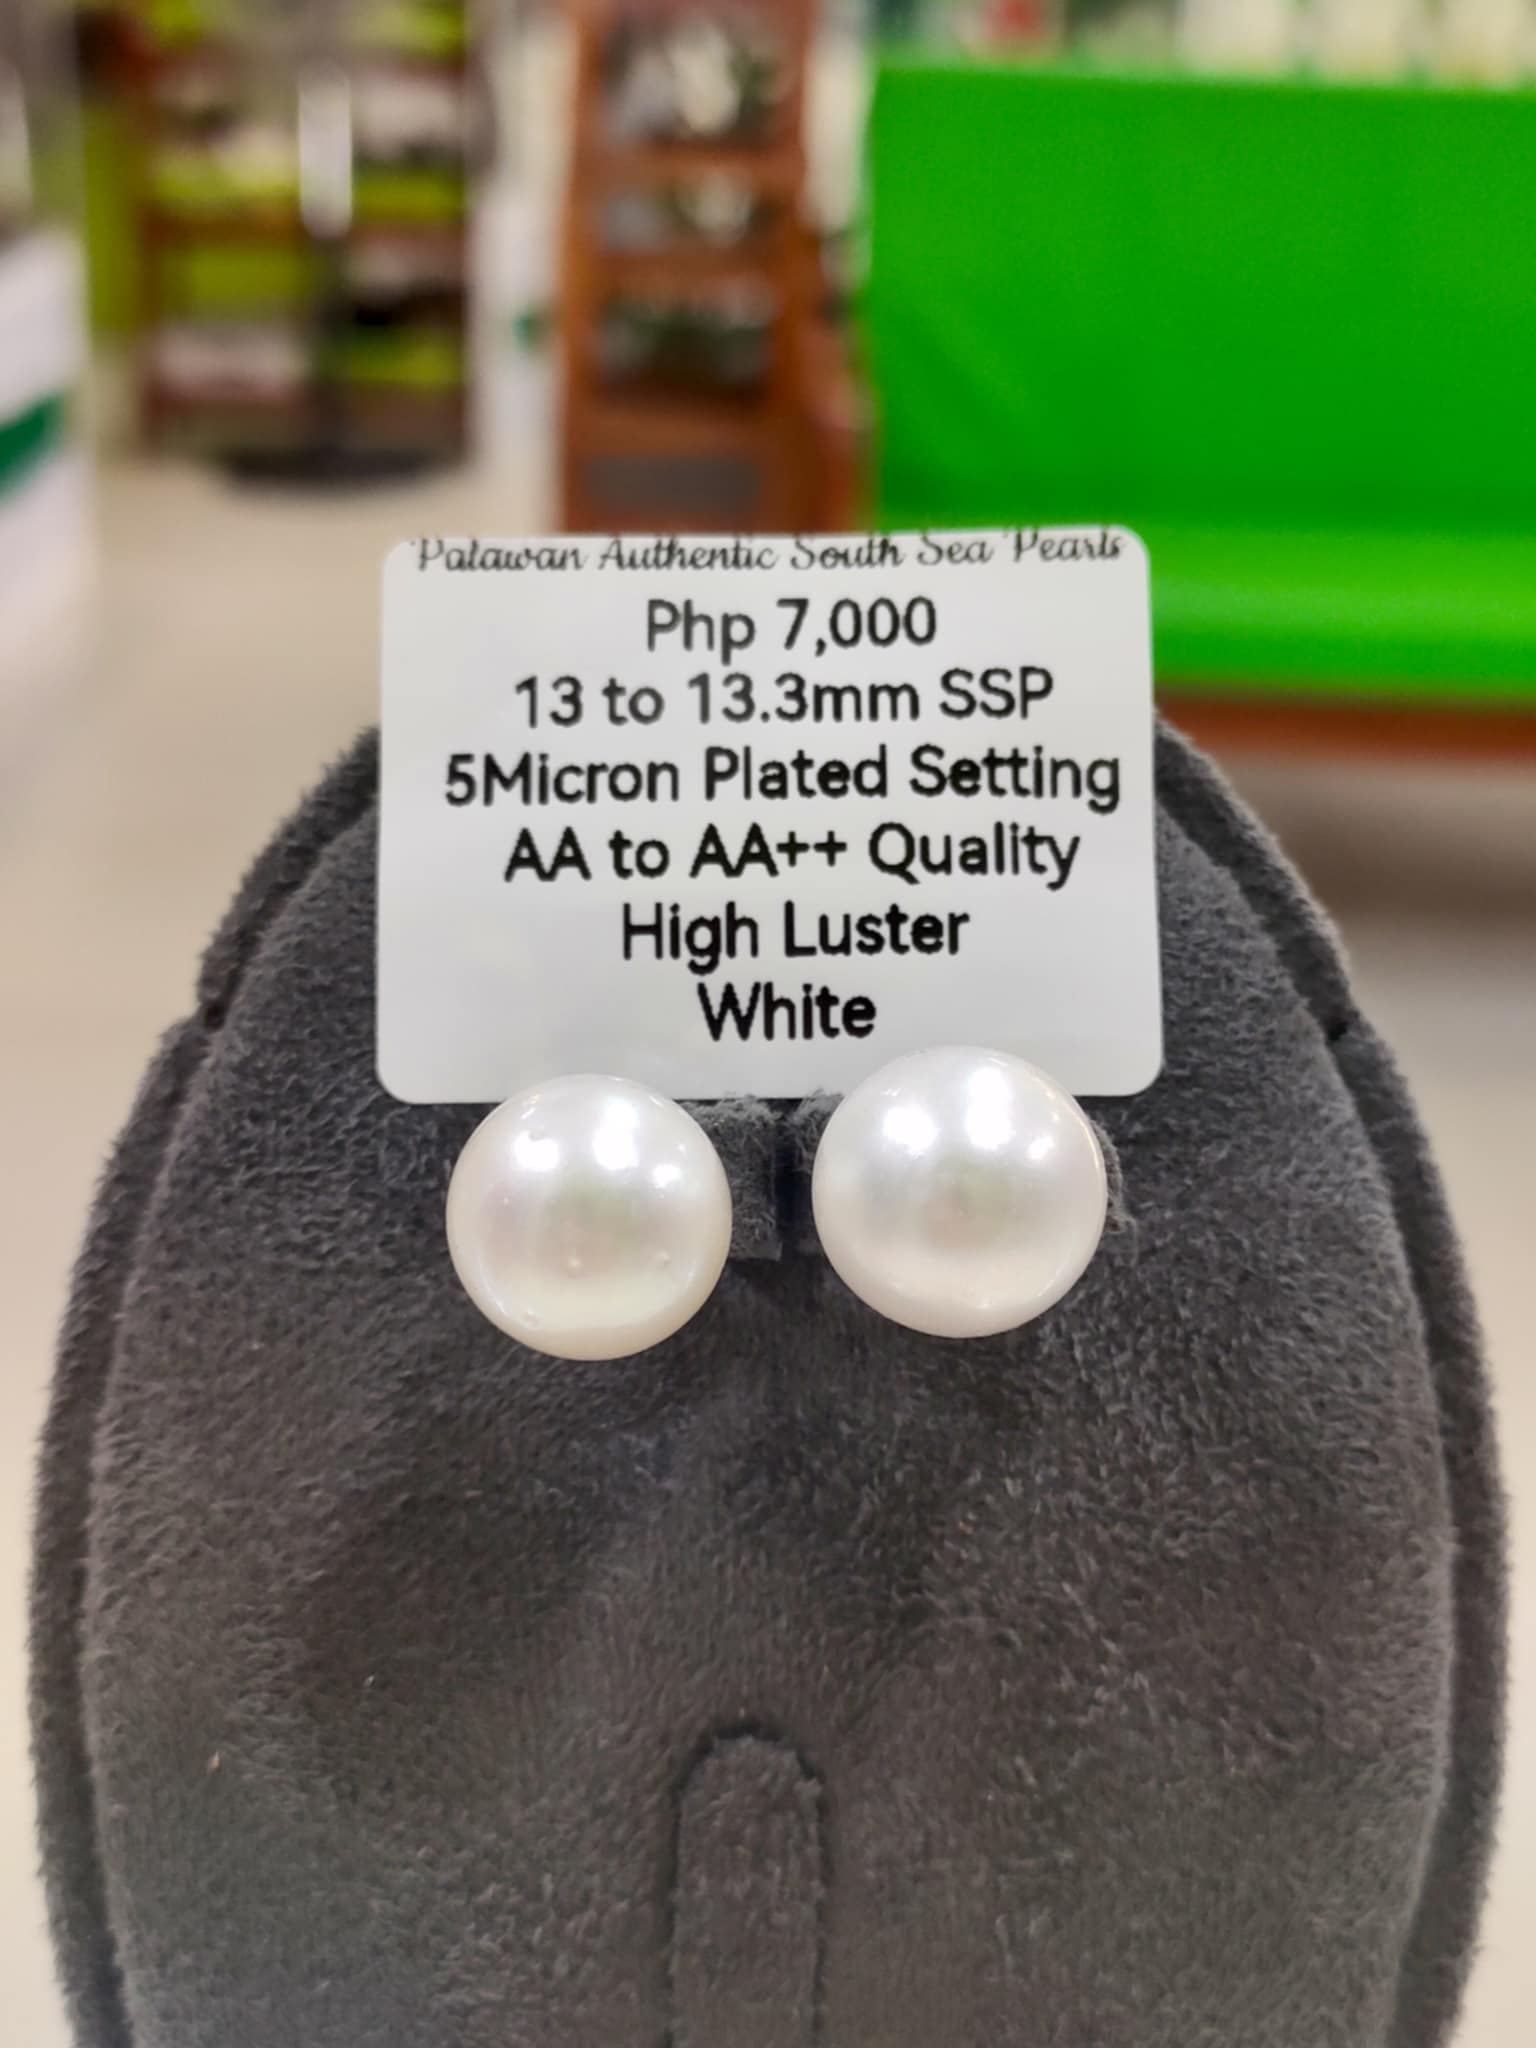 Palawan Authentic South Sea Pearls
Php 7,000
13 to 13.3mm SSP
5Micron Plated Setting
AA to AA++ Quality
High Luster
White